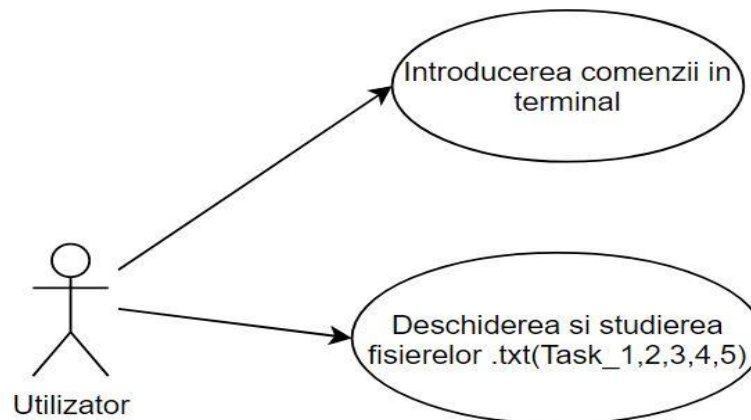 Introducerea comenzii in
terminal
Deschiderea si studierea
fisierelor .txt(Task_1,2,3,4,5)
Utilizator